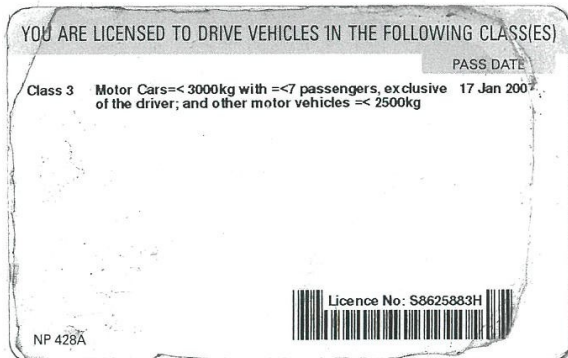 YOU ARE LICENSED TO DRIVE VEHICLES IN THE FOLLOWING CLASS(ES)
PASS DATE
Class 3 Motor Cars=< 3000kg with =<7 passengers, exclusive 17 Jan 2007
of the driver; and other motor vehicles =< 2500kg
Licence No: S8625883H
NP 428A